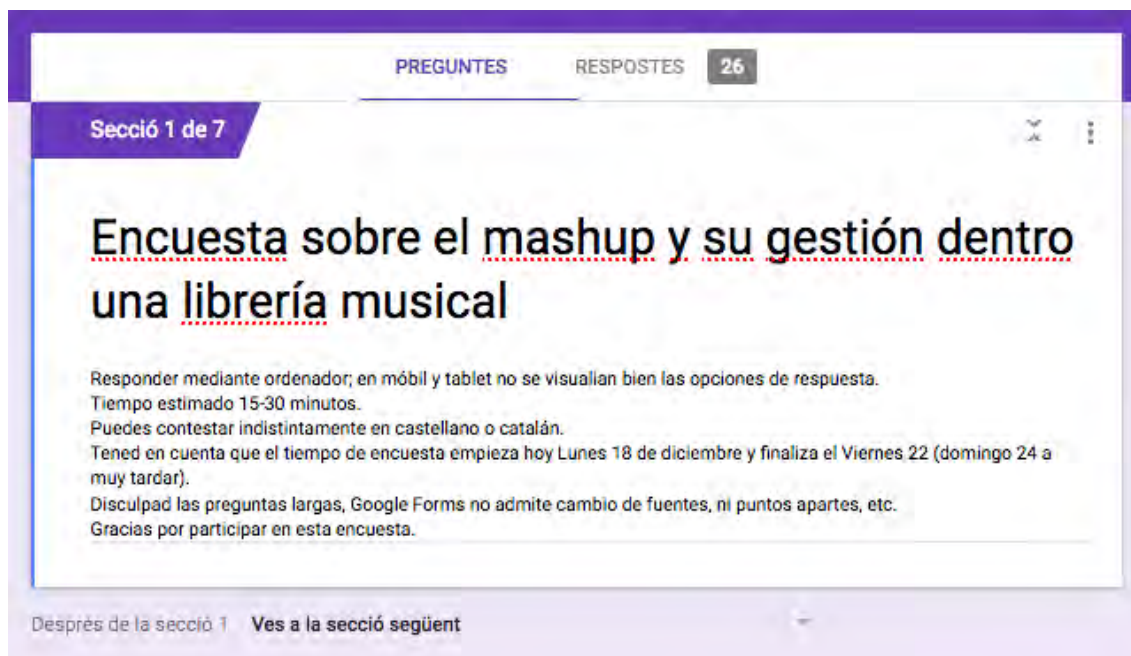 PREGUNTES RESPOSTES 26
Secció 1 de 7
Encuesta sobre el mashup y su gestión dentro
una librería musical
Responder mediante ordenador; en móbil y tablet no se visualian bien las opciones de respuesta.
Tiempo estimado 15-30 minutos.
Puedes contestar indistintamente en castellano o catalán.
Tened en cuenta que el tiempo de encuesta empieza hoy Lunes 18 de diciembre y finaliza el Viernes 22 (domingo 24 a
muy tardar).
Disculpad las preguntas largas, Google Forms no admite cambio de fuentes, ni puntos apartes, etc.
Gracias por participar en esta encuesta.
Després de la secció 1 Ves a la secció següent